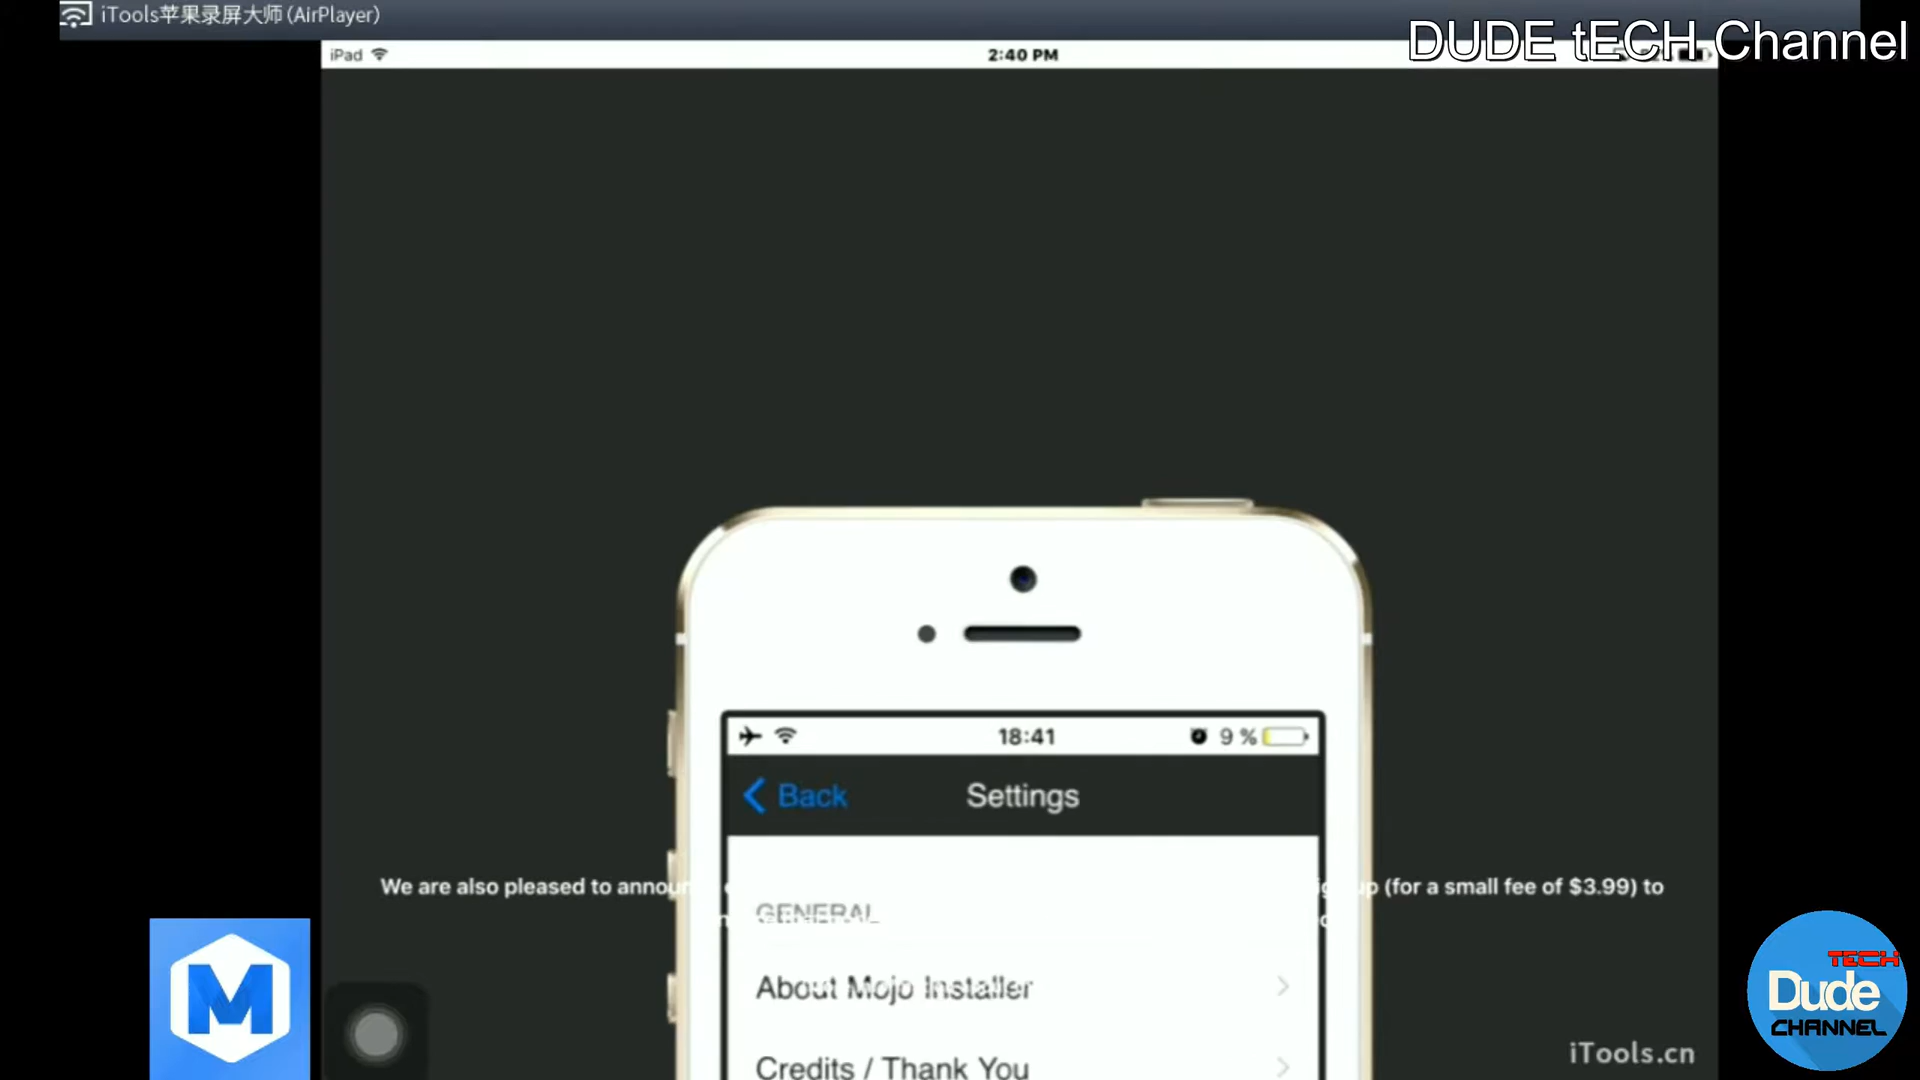 iTools苹果录屏大师(AirPlayer)
DUDE tECH Channel
iPad
2:40 PM
18:41
9 %
Back
Settings
We are also pleased to
up (for a small fee of $3.99) to
GENERAL
About Mojo Installer
Credits / Thank You
M
TECH
Dude
CHANNEL
iTools.cn